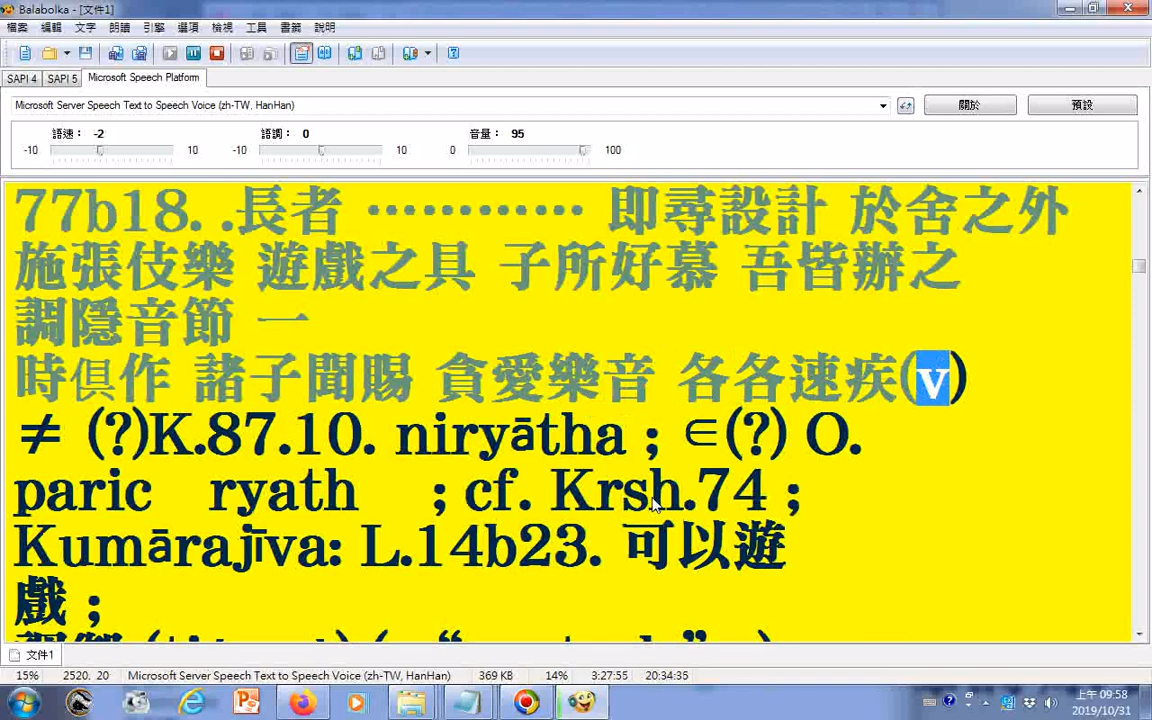 Balabolka - [文件1]
檔案 編輯 文字 朗讀 引擎 選項 檢視 工具 書籤 說明
SAPI 4 SAPI 5 Microsoft Speech Platform
Microsoft Server Speech Text to Speech Voice (zh-TW, HanHan)
關於 預設
語速： -2 語調： 0 音量： 95
-10 10 -10 10 0 100
77b18. .長者 ………… 即尋設計 於舍之外
施張伎樂 遊戲之具 子所好慕 吾皆辦之
調隱音節 一
時俱作 諸子聞賜 貪愛樂音 各各速疾(v)
≠ (?)K.87.10. niryātha ; ∈(?) O.
paric ryath ; cf. Krsh.74 ;
Kumārajīva: L.14b23. 可以遊
戲 ;
文件1
15% 2520. 20 Microsoft Server Speech Text to Speech Voice (zh-TW, HanHan) 369 KB 14% 3:27:55 20:34:35
上午 09:58
2019/10/31